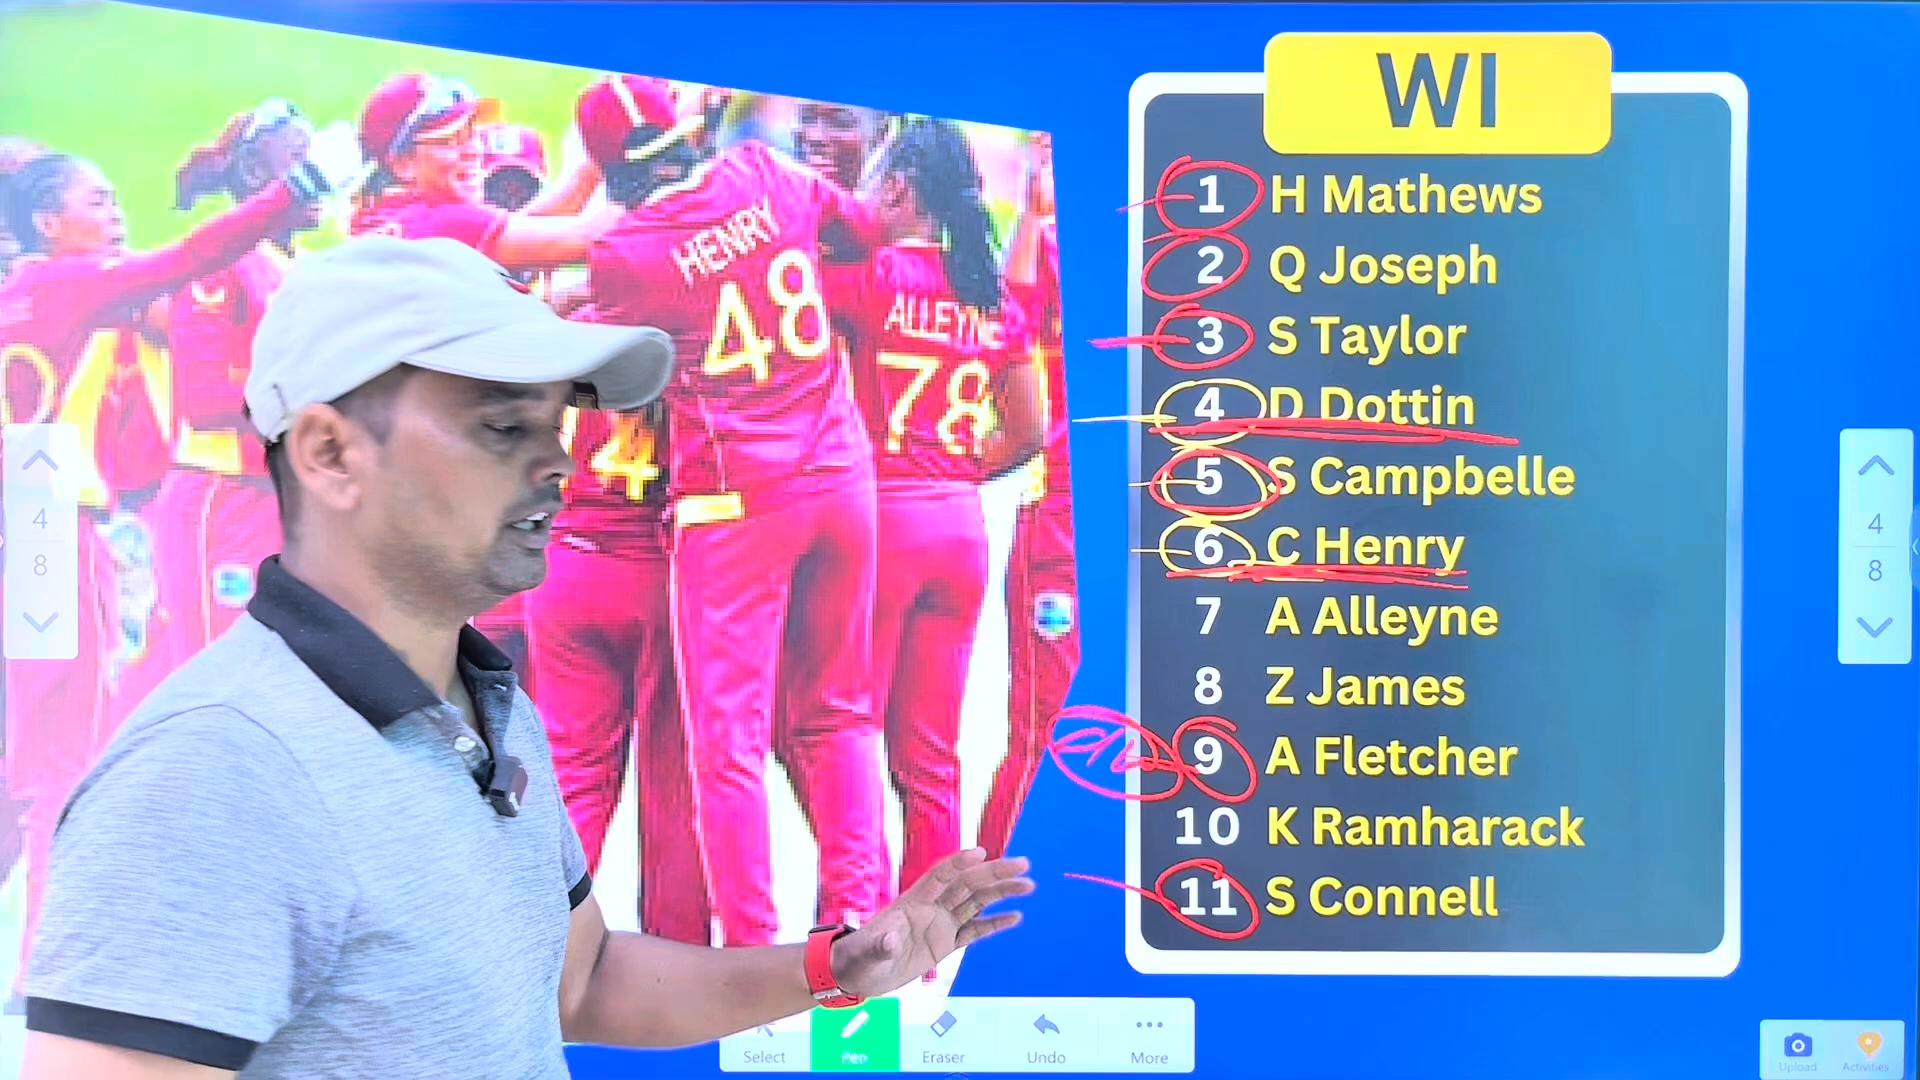 WI
1 H Mathews
2 Q Joseph
3 S Taylor
4 D Dottin
5 S Campbelle
6 C Henry
7 A Alleyne
8 Z James
9 A Fletcher
10 K Ramharack
11 S Connell
HENRY
48
ALLEYNE
78
4
4
8
4
8
Select
Pen
Eraser
Undo
More
Upload
Activities